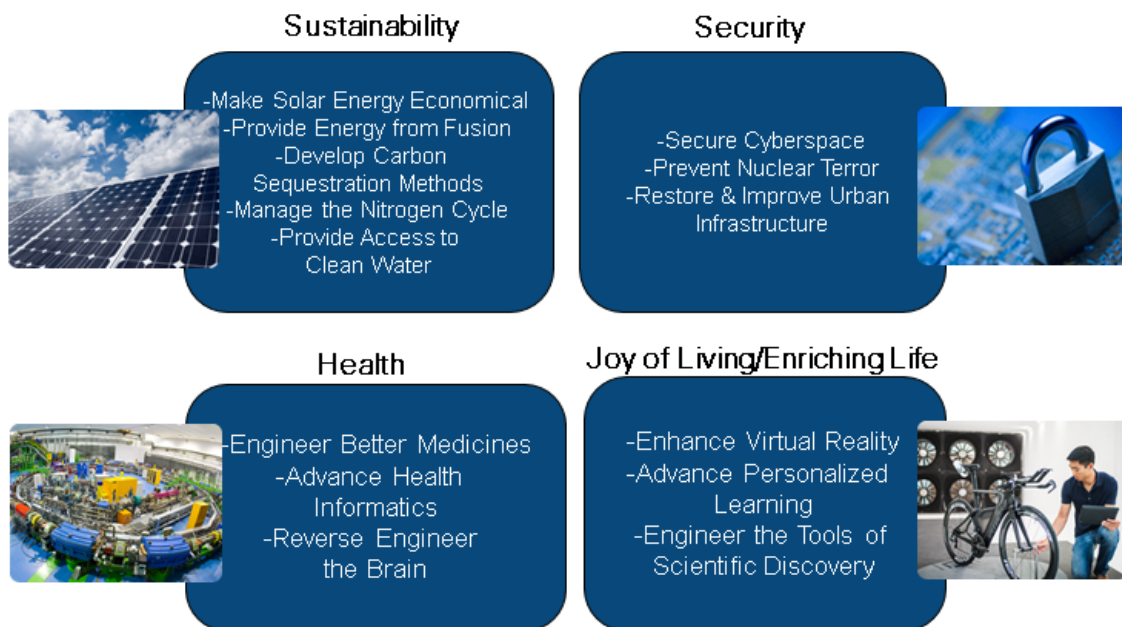 Sustainability
-Make Solar Energy Economical
-Provide Energy from Fusion
-Develop Carbon
Sequestration Methods
-Manage the Nitrogen Cycle
-Provide Access to
Clean Water
Security
-Secure Cyberspace
-Prevent Nuclear Terror
-Restore & Improve Urban
Infrastructure
Health
-Engineer Better Medicines
-Advance Health
Informatics
-Reverse Engineer
the Brain
Joy of Living/Enriching Life
-Enhance Virtual Reality
-Advance Personalized
Learning
-Engineer the Tools of
Scientific Discovery